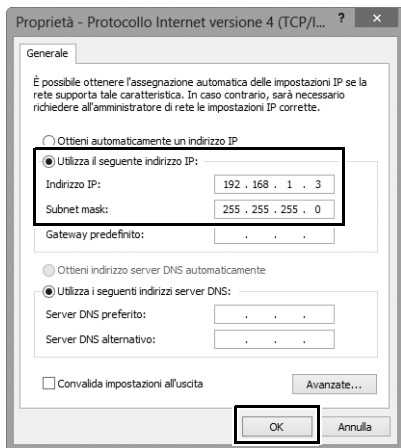 Proprietà - Protocollo Internet versione 4 (TCP/I... ? ×
Generale
È possibile ottenere l'assegnazione automatica delle impostazioni IP se la
rete supporta tale caratteristica. In caso contrario, sarà necessario
richiedere all'amministratore di rete le impostazioni IP corrette.
Ottieni automaticamente un indirizzo IP
Utilizza il seguente indirizzo IP:
Indirizzo IP: 192 . 168 . 1 . 3
Subnet mask: 255 . 255 . 255 . 0
Gateway predefinito: . . .
Ottieni indirizzo server DNS automaticamente
Utilizza i seguenti indirizzi server DNS:
Server DNS preferito: . . .
Server DNS alternativo: . . .
Convalida impostazioni all'uscita Avanzate...
OK Annulla